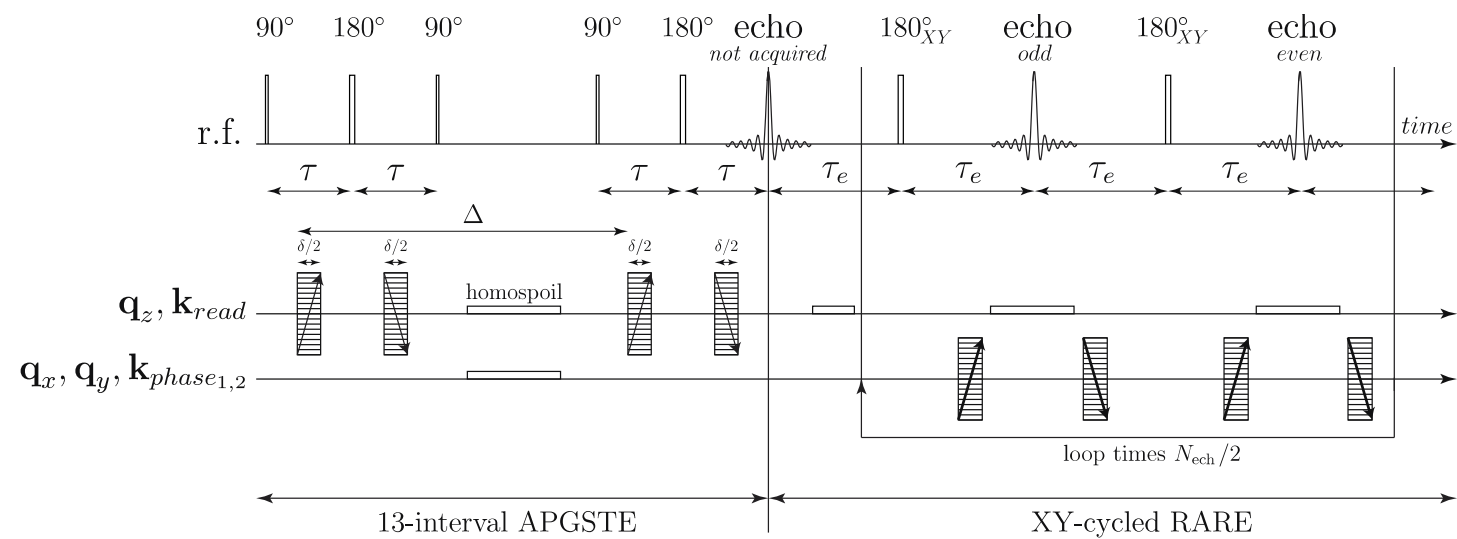 90° 180° 90° 90° 180° echo 180°XY echo 180°XY echo
not acquired odd even
r.f. time
τ τ τ τ τe τe τe τe
Δ
δ/2 δ/2 δ/2 δ/2
homospoil
qz, kread
qx, qy, kphase1,2
loop times Nech/2
13-interval APGSTE XY-cycled RARE